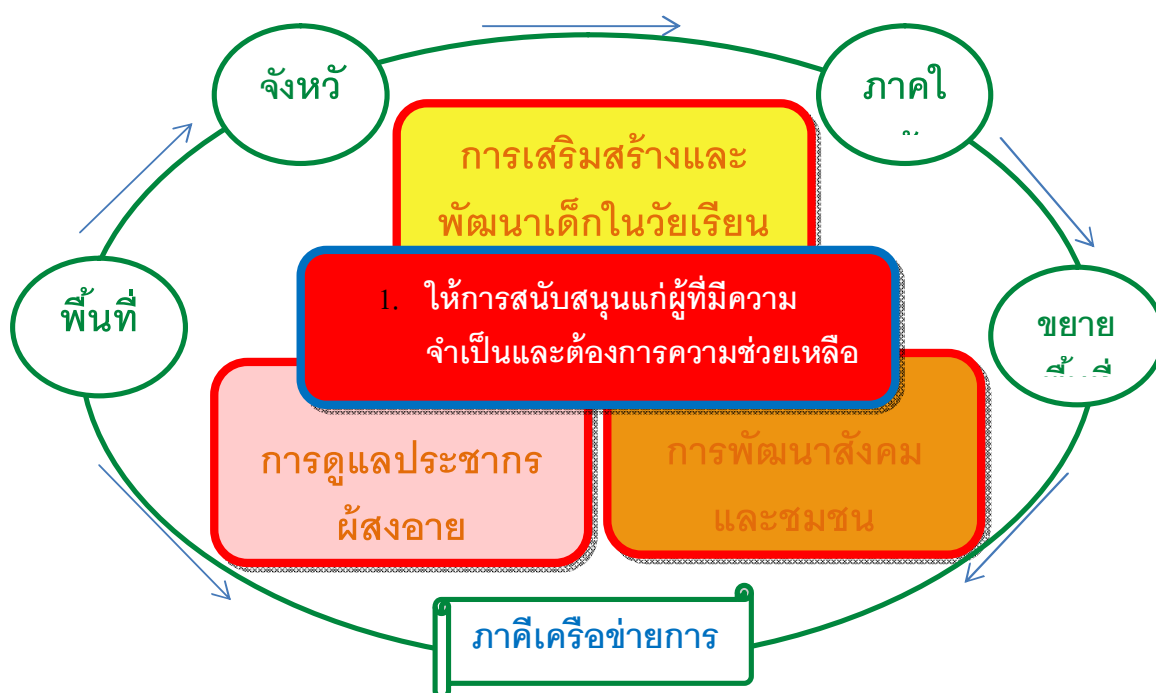 จังหวั
ภาคใ
การเสริมสร้างและ
พัฒนาเด็กในวัยเรียน
พื้นที่
1. ให้การสนับสนุนแก่ผู้ที่มีความ
จำเป็นและต้องการความช่วยเหลือ
ขยาย
การดูแลประชากร
ผ้สงอาย
การพัฒนาสังคม
และชมชน
ภาคีเครือข่ายการ